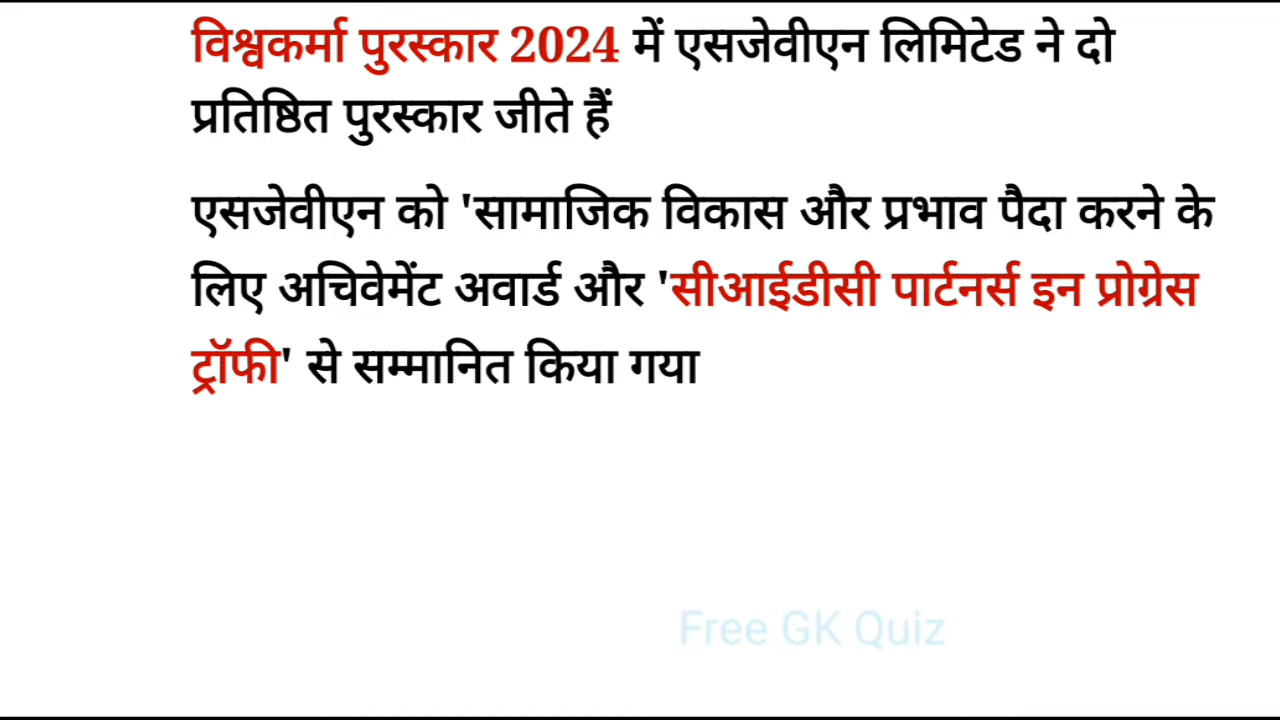 विश्वकर्मा पुरस्कार 2024 में एसजेवीएन लिमिटेड ने दो
प्रतिष्ठित पुरस्कार जीते हैं
एसजेवीएन को 'सामाजिक विकास और प्रभाव पैदा करने के
लिए अचिवेमेंट अवार्ड और 'सीआईडीसी पार्टनर्स इन प्रोग्रेस
ट्रॉफी' से सम्मानित किया गया
Free GK Quiz